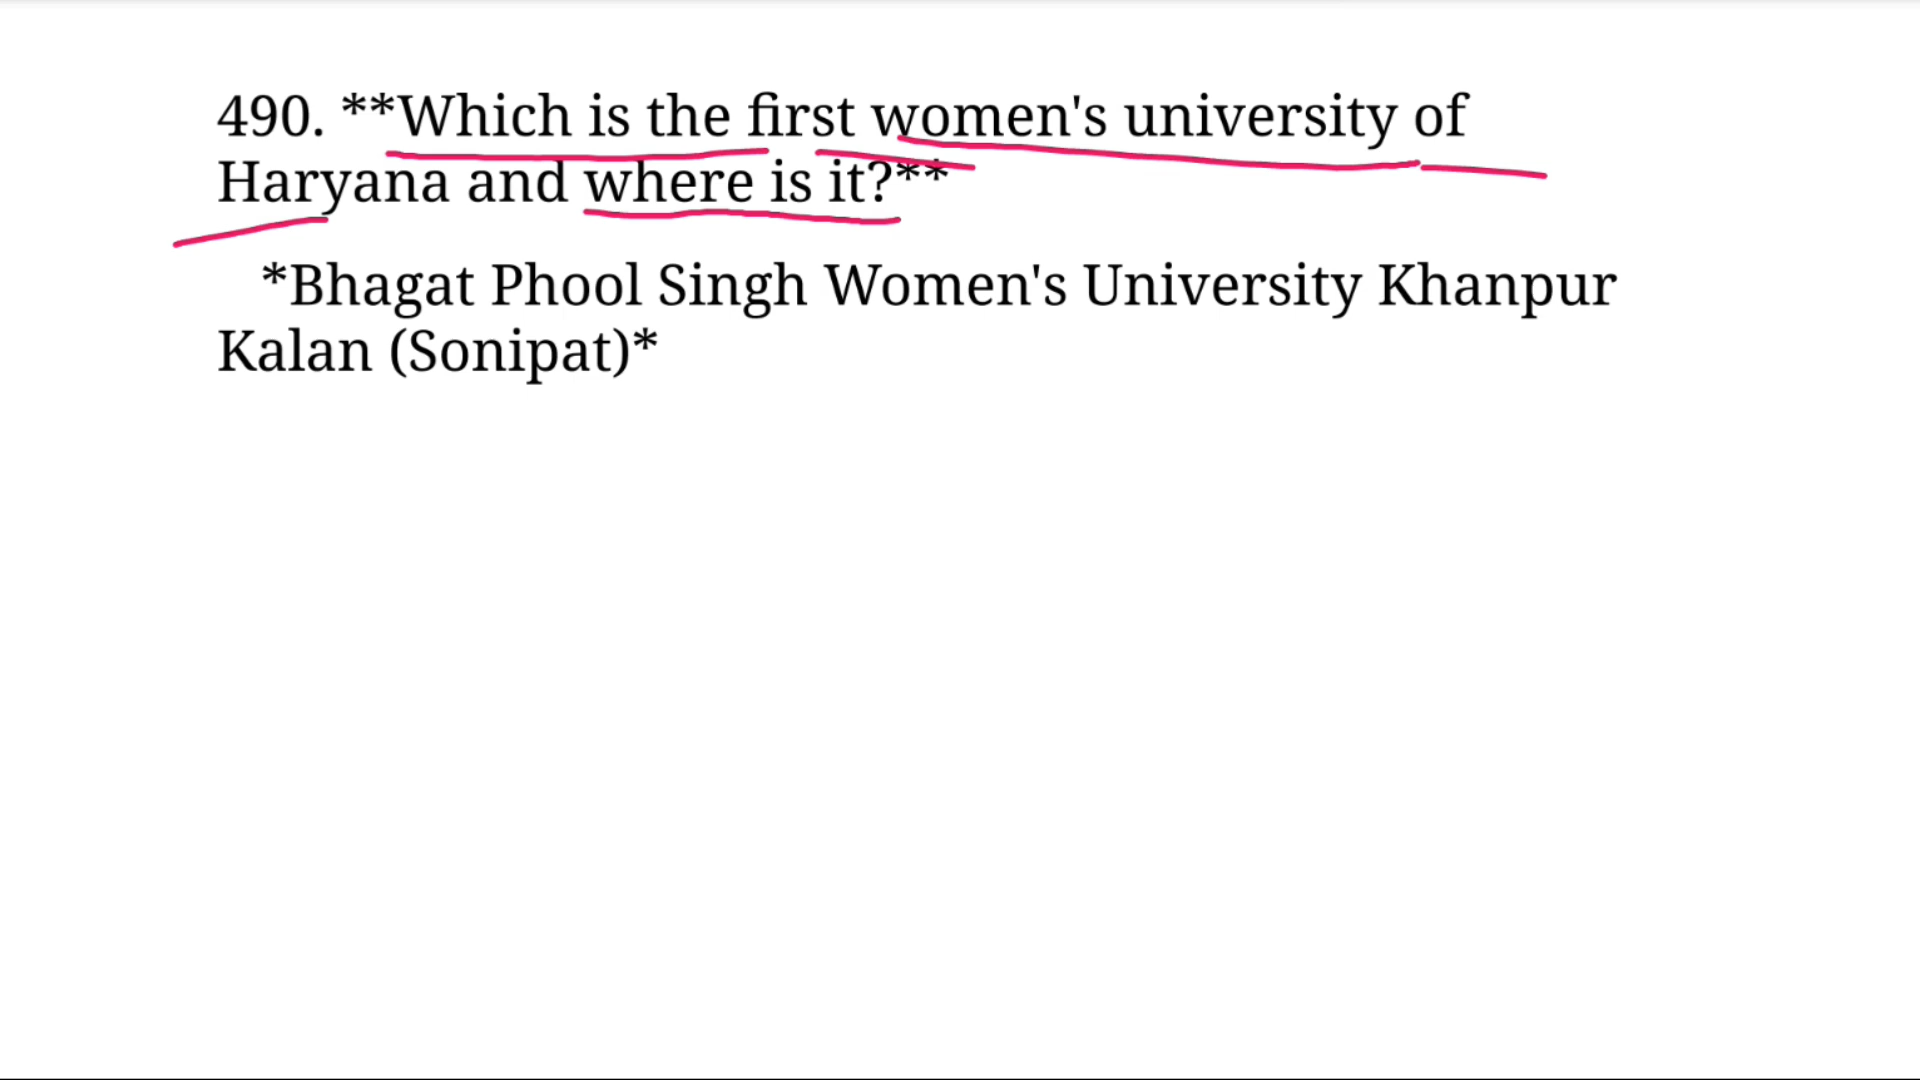 490. **Which is the first women's university of
Haryana and where is it?**
*Bhagat Phool Singh Women's University Khanpur
Kalan (Sonipat)*